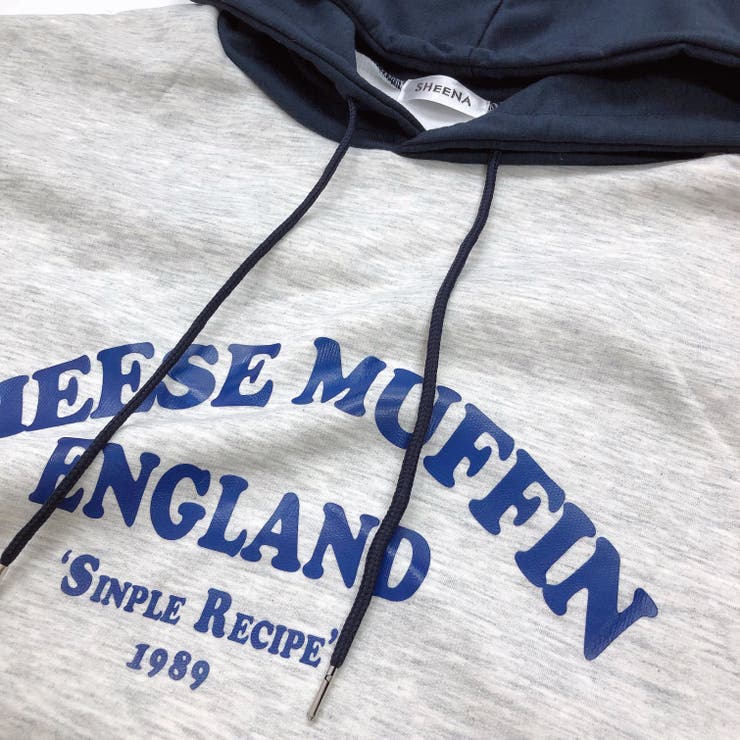 SHEENA
HEESE MUFFIN
ENGLAND
'SINPLE RECIPE'
1989